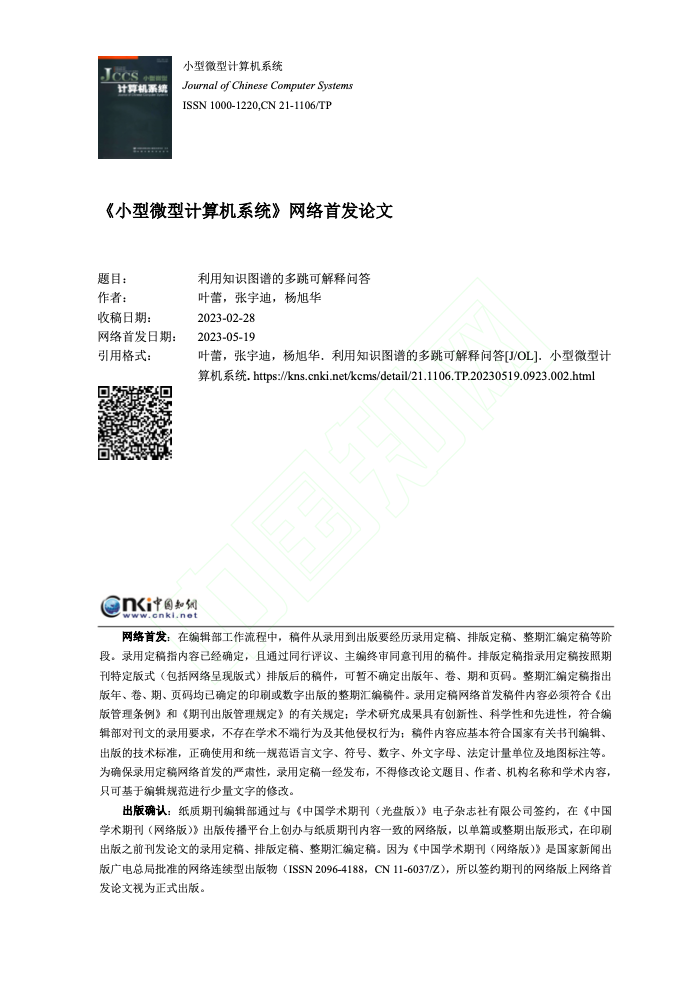 JCCS 小型微型
计算机系统
小型微型计算机系统
Journal of Chinese Computer Systems
ISSN 1000-1220,CN 21-1106/TP
《小型微型计算机系统》网络首发论文
题目： 利用知识图谱的多跳可解释问答
作者： 叶蕾，张宇迪，杨旭华
收稿日期： 2023-02-28
网络首发日期： 2023-05-19
引用格式： 叶蕾，张宇迪，杨旭华．利用知识图谱的多跳可解释问答[J/OL]．小型微型计
算机系统. https://kns.cnki.net/kcms/detail/21.1106.TP.20230519.0923.002.html
中国知网
cnki 中国知网
www.cnki.net
网络首发：在编辑部工作流程中，稿件从录用到出版要经历录用定稿、排版定稿、整期汇编定稿等阶
段。录用定稿指内容已经确定，且通过同行评议、主编终审同意刊用的稿件。排版定稿指录用定稿按照期
刊特定版式（包括网络呈现版式）排版后的稿件，可暂不确定出版年、卷、期和页码。整期汇编定稿指出
版年、卷、期、页码均已确定的印刷或数字出版的整期汇编稿件。录用定稿网络首发稿件内容必须符合《出
版管理条例》和《期刊出版管理规定》的有关规定；学术研究成果具有创新性、科学性和先进性，符合编
辑部对刊文的录用要求，不存在学术不端行为及其他侵权行为；稿件内容应基本符合国家有关书刊编辑、
出版的技术标准，正确使用和统一规范语言文字、符号、数字、外文字母、法定计量单位及地图标注等。
为确保录用定稿网络首发的严肃性，录用定稿一经发布，不得修改论文题目、作者、机构名称和学术内容，
只可基于编辑规范进行少量文字的修改。
出版确认：纸质期刊编辑部通过与《中国学术期刊（光盘版）》电子杂志社有限公司签约，在《中国
学术期刊（网络版）》出版传播平台上创办与纸质期刊内容一致的网络版，以单篇或整期出版形式，在印刷
出版之前刊发论文的录用定稿、排版定稿、整期汇编定稿。因为《中国学术期刊（网络版）》是国家新闻出
版广电总局批准的网络连续型出版物（ISSN 2096-4188，CN 11-6037/Z），所以签约期刊的网络版上网络首
发论文视为正式出版。